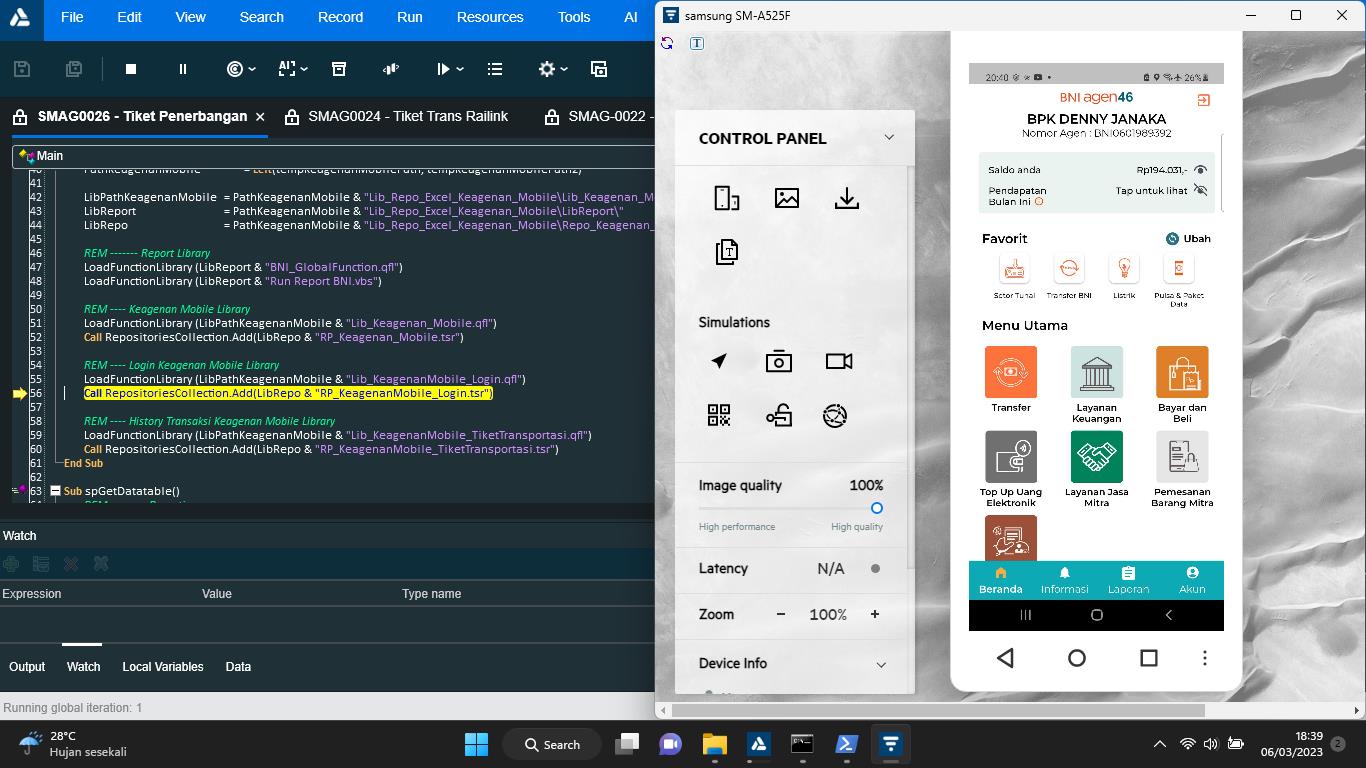 File Edit View Search Record Run Resources Tools AI
SMAG0026 - Tiket Penerbangan SMAG0024 - Tiket Trans Railink SMAG-0022 -
Main
41
42 LibPathKeagenanMobile = PathKeagenanMobile & "Lib_Repo_Excel_Keagenan_Mobile\Lib_Keagenan_M
43 LibReport = PathKeagenanMobile & "Lib_Repo_Excel_Keagenan_Mobile\LibReport\"
44 LibRepo = PathKeagenanMobile & "Lib_Repo_Excel_Keagenan_Mobile\Repo_Keagenan_
45
46 REM ------- Report Library
47 LoadFunctionLibrary (LibReport & "BNI_GlobalFunction.qfl")
48 LoadFunctionLibrary (LibReport & "Run Report BNI.vbs")
49
50 REM ---- Keagenan Mobile Library
51 LoadFunctionLibrary (LibPathKeagenanMobile & "Lib_Keagenan_Mobile.qfl")
52 Call RepositoriesCollection.Add(LibRepo & "RP_Keagenan_Mobile.tsr")
53
54 REM ---- Login Keagenan Mobile Library
55 LoadFunctionLibrary (LibPathKeagenanMobile & "Lib_KeagenanMobile_Login.qfl")
56 Call RepositoriesCollection.Add(LibRepo & "RP_KeagenanMobile_Login.tsr")
57
58 REM ---- History Transaksi Keagenan Mobile Library
59 LoadFunctionLibrary (LibPathKeagenanMobile & "Lib_KeagenanMobile_TiketTransportasi.qfl")
60 Call RepositoriesCollection.Add(LibRepo & "RP_KeagenanMobile_TiketTransportasi.tsr")
61 End Sub
62
63 Sub spGetDatatable()
Watch
Expression Value Type name
Output Watch Local Variables Data
Running global iteration: 1
samsung SM-A525F
T
CONTROL PANEL
Simulations
Image quality 100%
High performance High quality
Latency N/A
Zoom - 100% +
Device Info
20:40 26%
BNI agen46
BPK DENNY JANAKA
Nomor Agen : BNI0601989392
Saldo anda Rp194.031,-
Pendapatan Bulan Ini Tap untuk lihat
Favorit Ubah
Setor Tunai Transfer BNI Listrik Pulsa & Paket
Data
Menu Utama
Transfer Layanan Bayar dan
Keuangan Beli
Top Up Uang Layanan Jasa Pemesanan
Elektronik Mitra Barang Mitra
Beranda Informasi Laporan Akun
28°C
Hujan sesekali
Search
18:39
06/03/2023
2